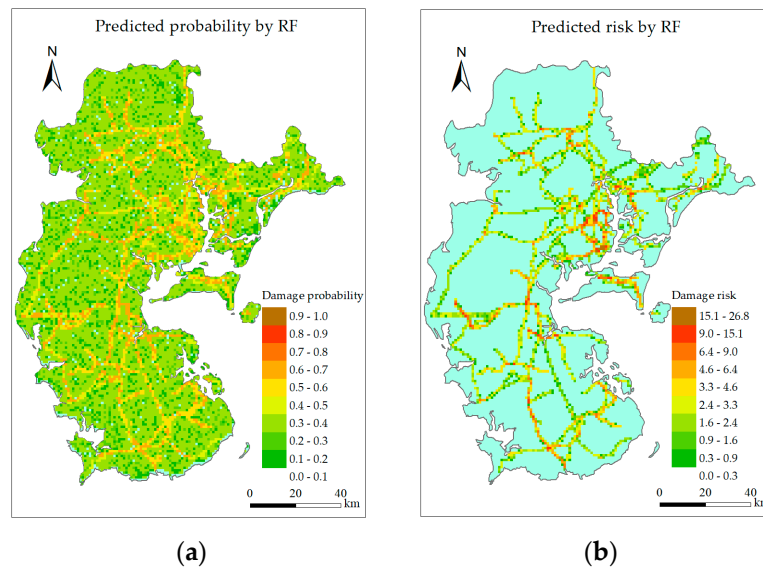 Predicted probability by RF
N
Damage probability
0.9 - 1.0
0.8 - 0.9
0.7 - 0.8
0.6 - 0.7
0.5 - 0.6
0.4 - 0.5
0.3 - 0.4
0.2 - 0.3
0.1 - 0.2
0.0 - 0.1
0 20 40
km
(a)
Predicted risk by RF
N
Damage risk
15.1 - 26.8
9.0 - 15.1
6.4 - 9.0
4.6 - 6.4
3.3 - 4.6
2.4 - 3.3
1.6 - 2.4
0.9 - 1.6
0.3 - 0.9
0.0 - 0.3
0 20 40
km
(b)